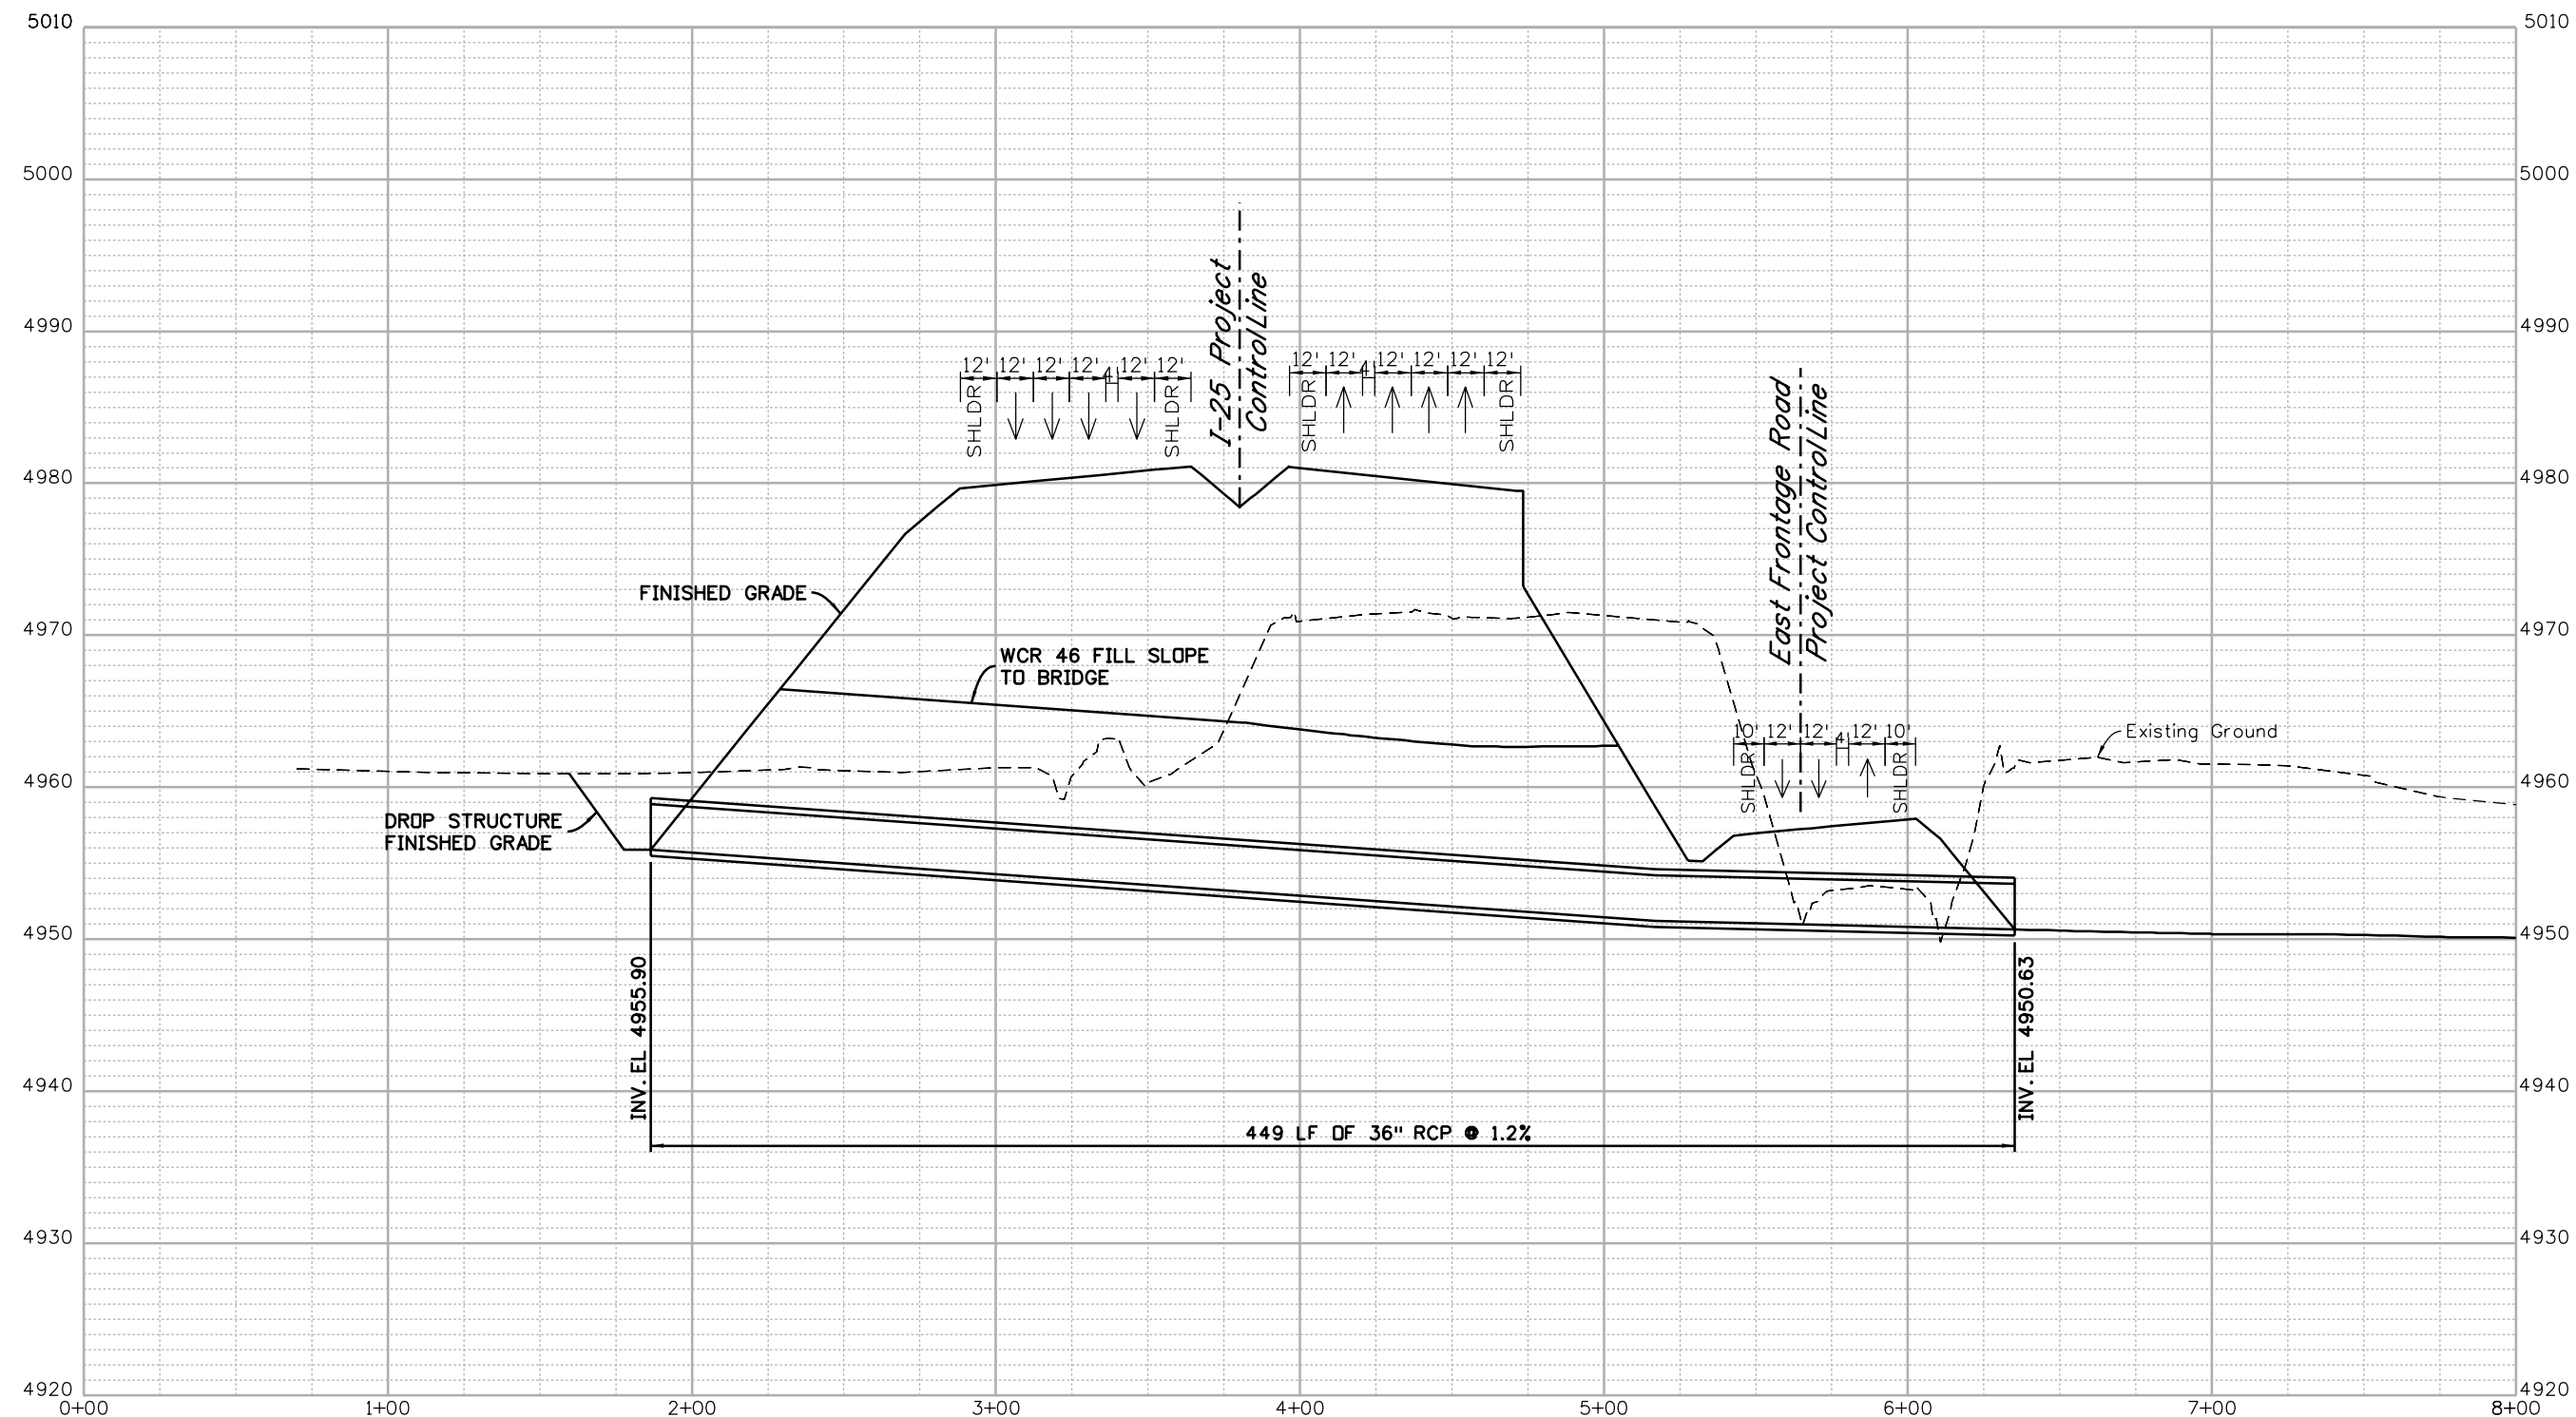 5010 5010
5000 5000
4990 4990
4980 4980
4970 4970
4960 4960
4950 4950
4940 4940
4930 4930
4920 4920
0+00 1+00 2+00 3+00 4+00 5+00 6+00 7+00 8+00
12' 12' 12' 12' 4' 12' 12'
SHLDR SHLDR
I-25 Project
Control Line
12' 12' 4' 12' 12' 12' 12'
SHLDR SHLDR
East Frontage Road
Project Control Line
10' 12' 12' 4' 12' 10'
SHLDR SHLDR
FINISHED GRADE
WCR 46 FILL SLOPE
TO BRIDGE
Existing Ground
DROP STRUCTURE
FINISHED GRADE
INV. EL 4955.90
INV. EL 4950.63
449 LF OF 36" RCP @ 1.2%